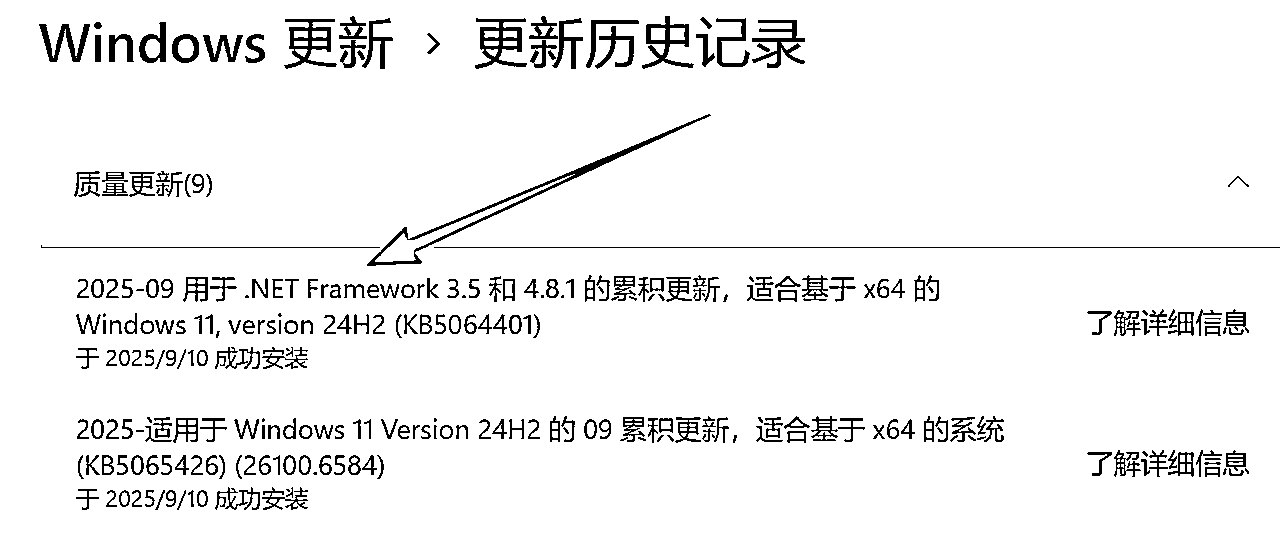 Windows 更新 › 更新历史记录
质量更新(9)
2025-09 用于 .NET Framework 3.5 和 4.8.1 的累积更新，适合基于 x64 的
Windows 11, version 24H2 (KB5064401)
于 2025/9/10 成功安装
了解详细信息
2025-适用于 Windows 11 Version 24H2 的 09 累积更新，适合基于 x64 的系统
(KB5065426) (26100.6584)
于 2025/9/10 成功安装
了解详细信息